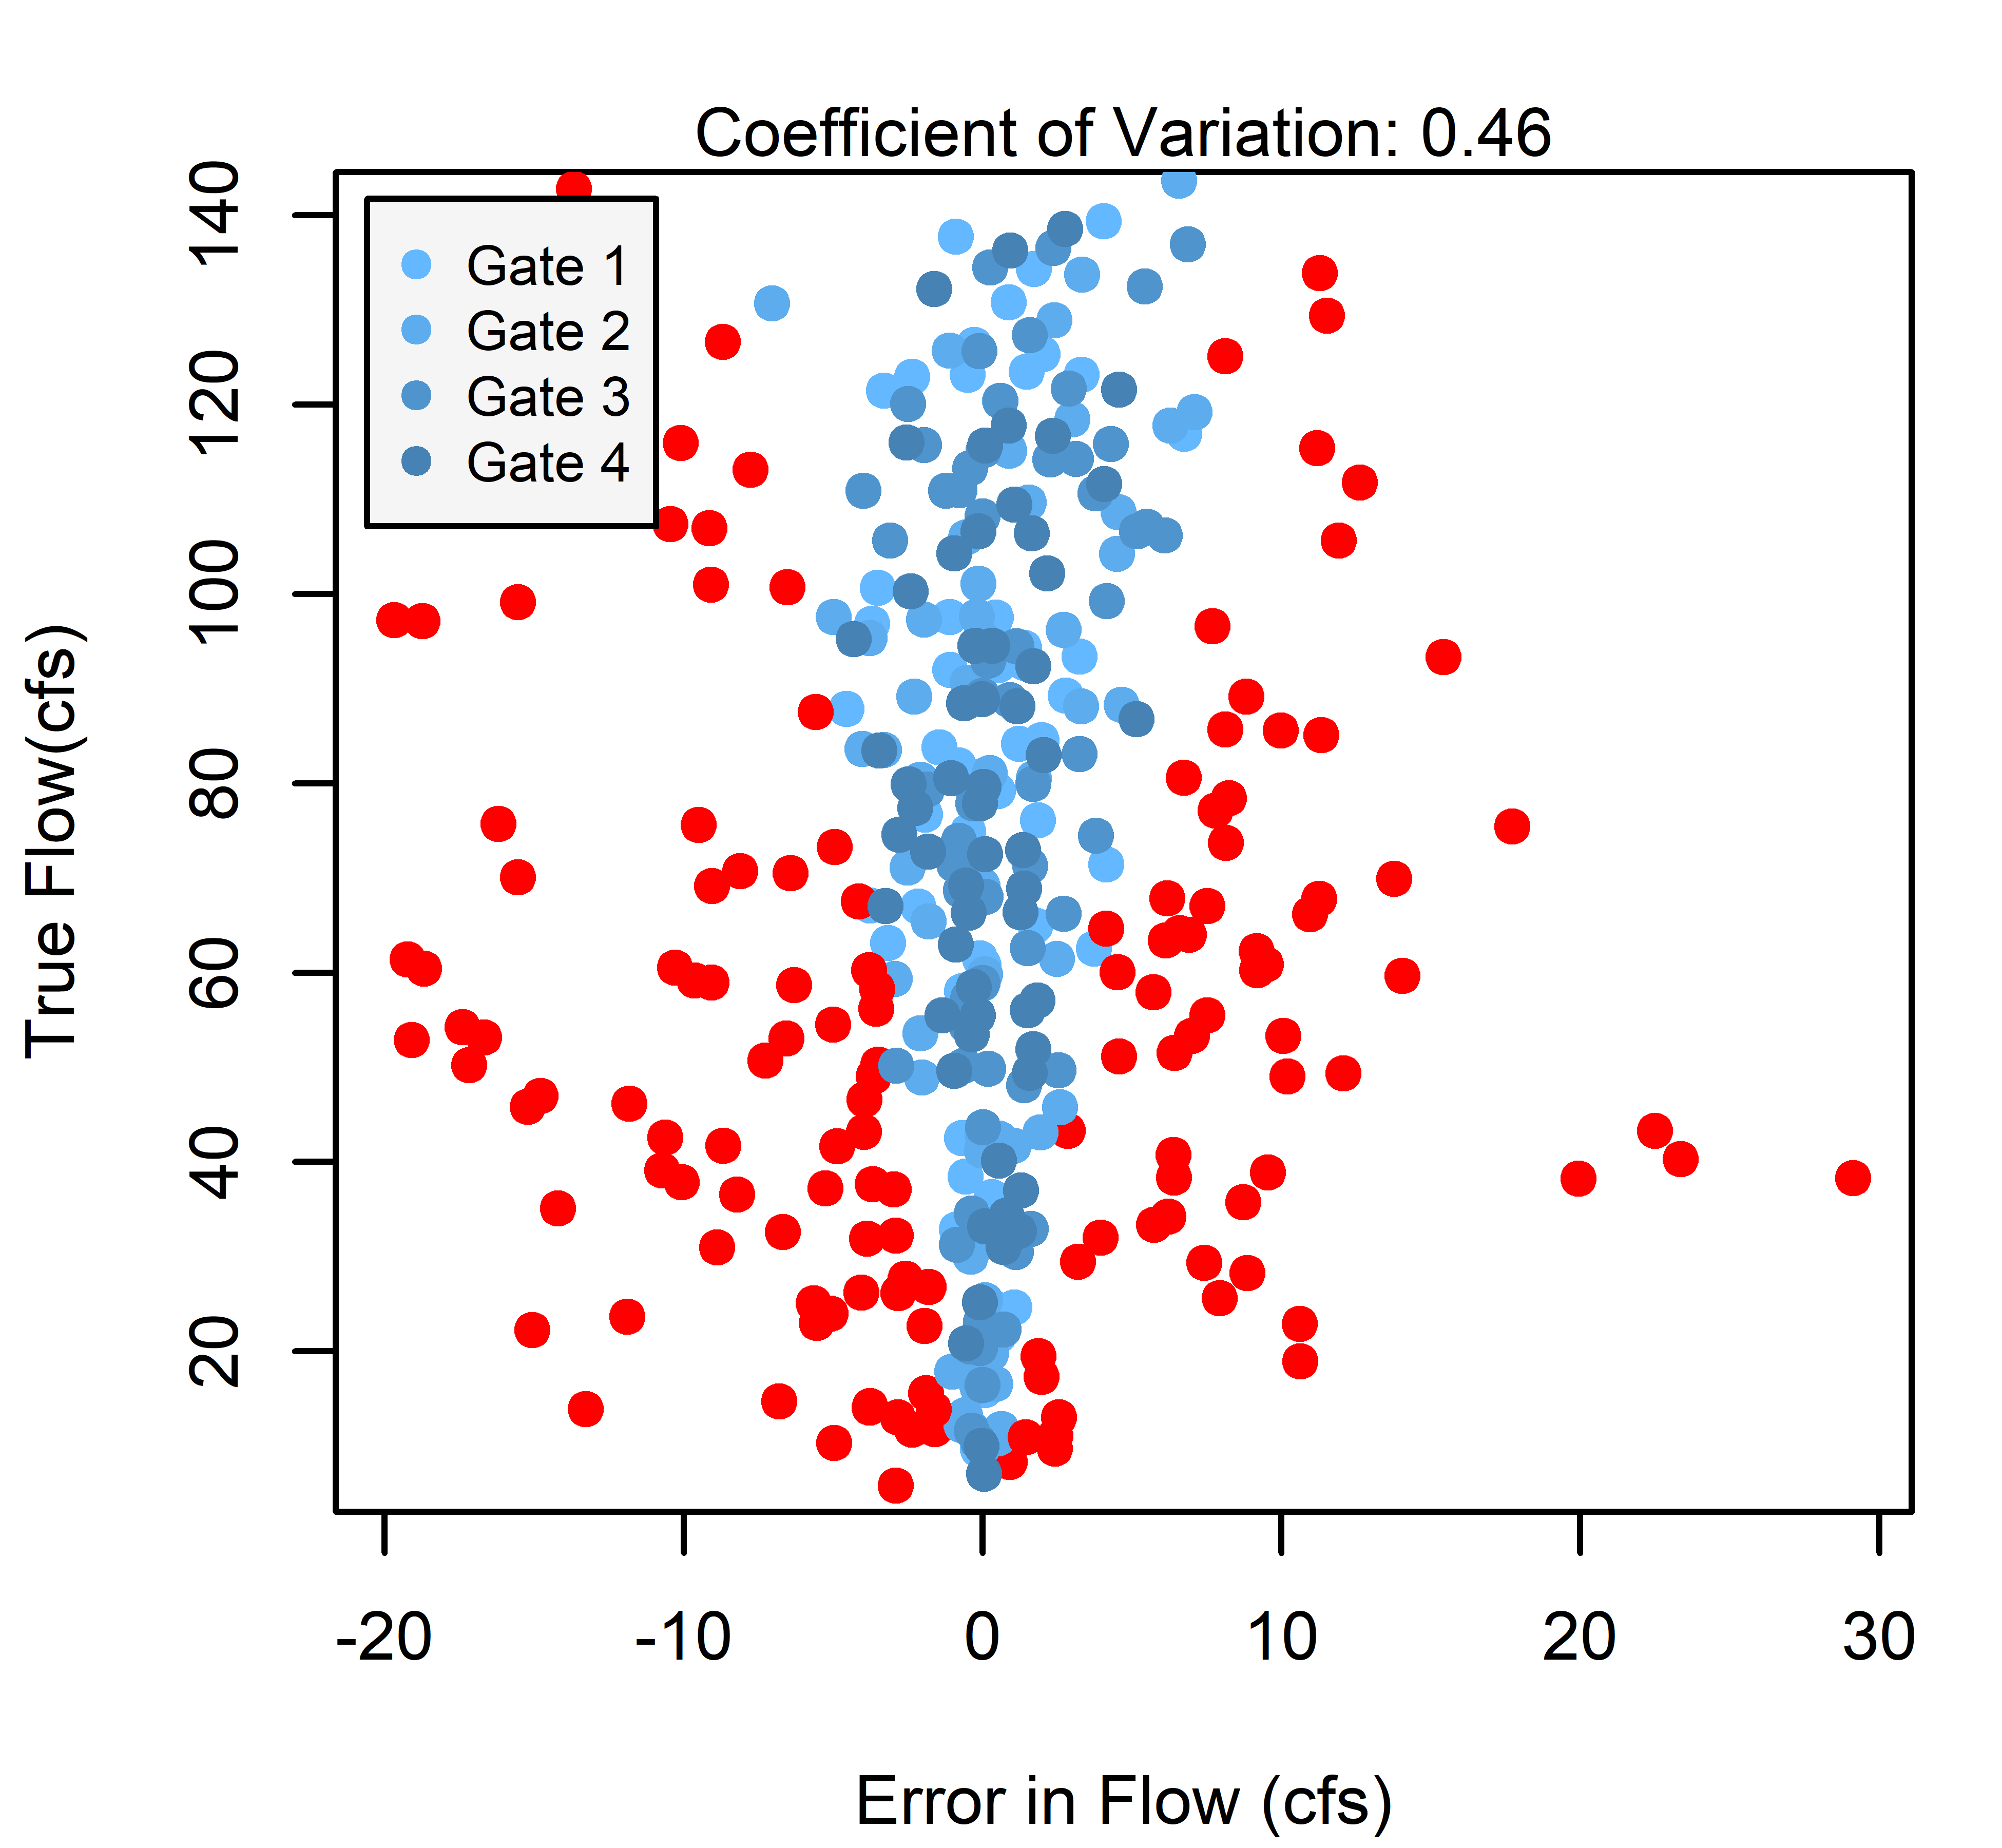 Coefficient of Variation: 0.46
140
120
100
80
60
40
20
True Flow(cfs)
Gate 1
Gate 2
Gate 3
Gate 4
-20 -10 0 10 20 30
Error in Flow (cfs)